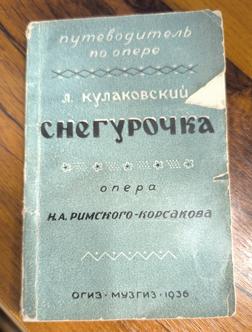 путеводитель
по опере
Л. КУЛАКОВСКИЙ
СНЕГУРОЧКА
опера
Н.А. РИМСКОГО-КОРСАКОВА
ОГИЗ · МУЗГИЗ · 1936